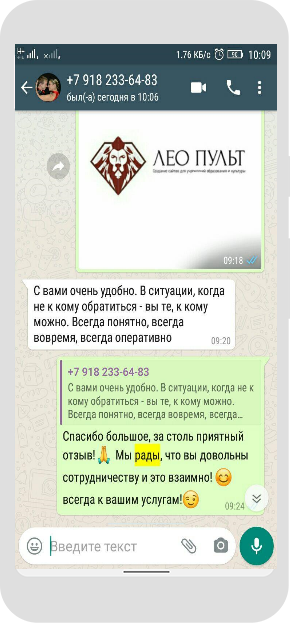 1.76 КБ/с 10:09
+7 918 233-64-83
был(-а) сегодня в 10:06
ЛЕО ПУЛЬТ
Создание сайтов для учреждений образования и культуры
09:18
С вами очень удобно. В ситуации, когда
не к кому обратиться - вы те, к кому
можно. Всегда понятно, всегда
вовремя, всегда оперативно
09:20
+7 918 233-64-83
С вами очень удобно. В ситуации, когда не к
кому обратиться - вы те, к кому можно.
Всегда понятно, всегда вовремя, всегда…
Спасибо большое, за столь приятный
отзыв!🙏 Мы рады, что вы довольны
сотрудничеству и это взаимно! 😊
всегда к вашим услугам!😉
09:24
Введите текст